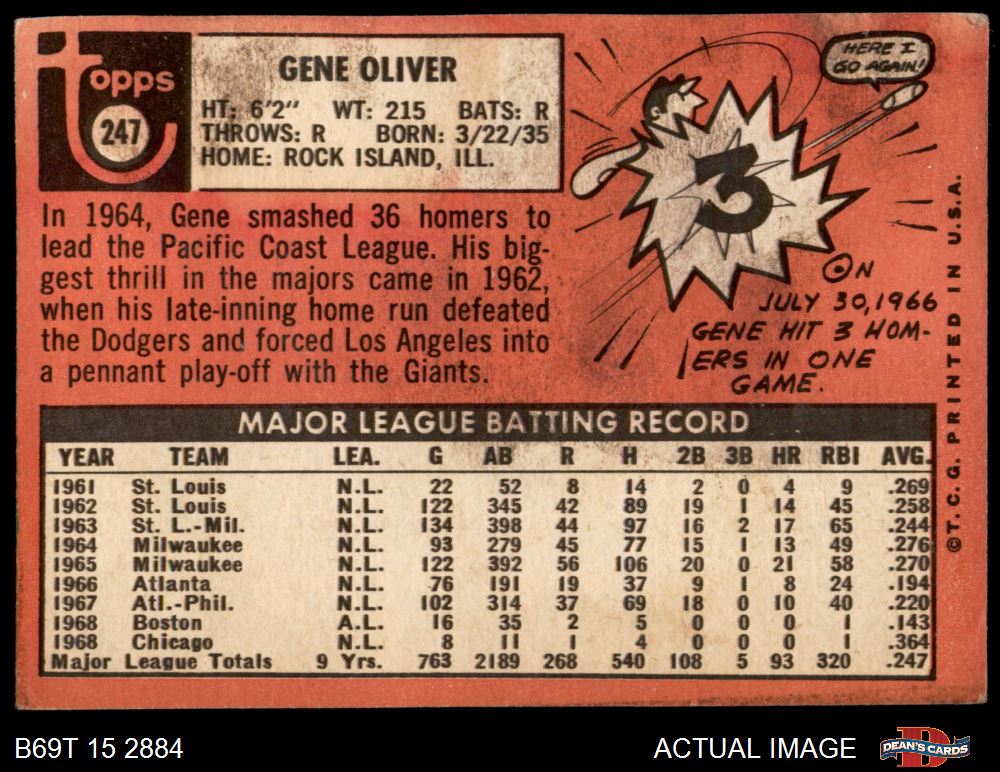 topps
247
GENE OLIVER
HT: 6'2" WT: 215 BATS: R
THROWS: R BORN: 3/22/35
HOME: ROCK ISLAND, ILL.
HERE I
GO AGAIN!
3
ON
JULY 30, 1966
GENE HIT 3 HOM-
ERS IN ONE
GAME.
In 1964, Gene smashed 36 homers to
lead the Pacific Coast League. His big-
gest thrill in the majors came in 1962,
when his late-inning home run defeated
the Dodgers and forced Los Angeles into
a pennant play-off with the Giants.
©T.C.G. PRINTED IN U.S.A.
MAJOR LEAGUE BATTING RECORD
YEAR TEAM LEA. G AB R H 2B 3B HR RBI AVG.
1961 St. Louis N.L. 22 52 8 14 2 0 4 9 .269
1962 St. Louis N.L. 122 345 42 89 19 1 14 45 .258
1963 St. L.-Mil. N.L. 134 398 44 97 16 2 17 65 .244
1964 Milwaukee N.L. 93 279 45 77 15 1 13 49 .276
1965 Milwaukee N.L. 122 392 56 106 20 0 21 58 .270
1966 Atlanta N.L. 76 191 19 37 9 1 8 24 .194
1967 Atl.-Phil. N.L. 102 314 37 69 18 0 10 40 .220
1968 Boston A.L. 16 35 2 5 0 0 0 1 .143
1968 Chicago N.L. 8 11 1 4 0 0 0 1 .364
Major League Totals 9 Yrs. 763 2189 268 540 108 5 93 320 .247
B69T 15 2884
ACTUAL IMAGE
D
DEAN'S CARDS